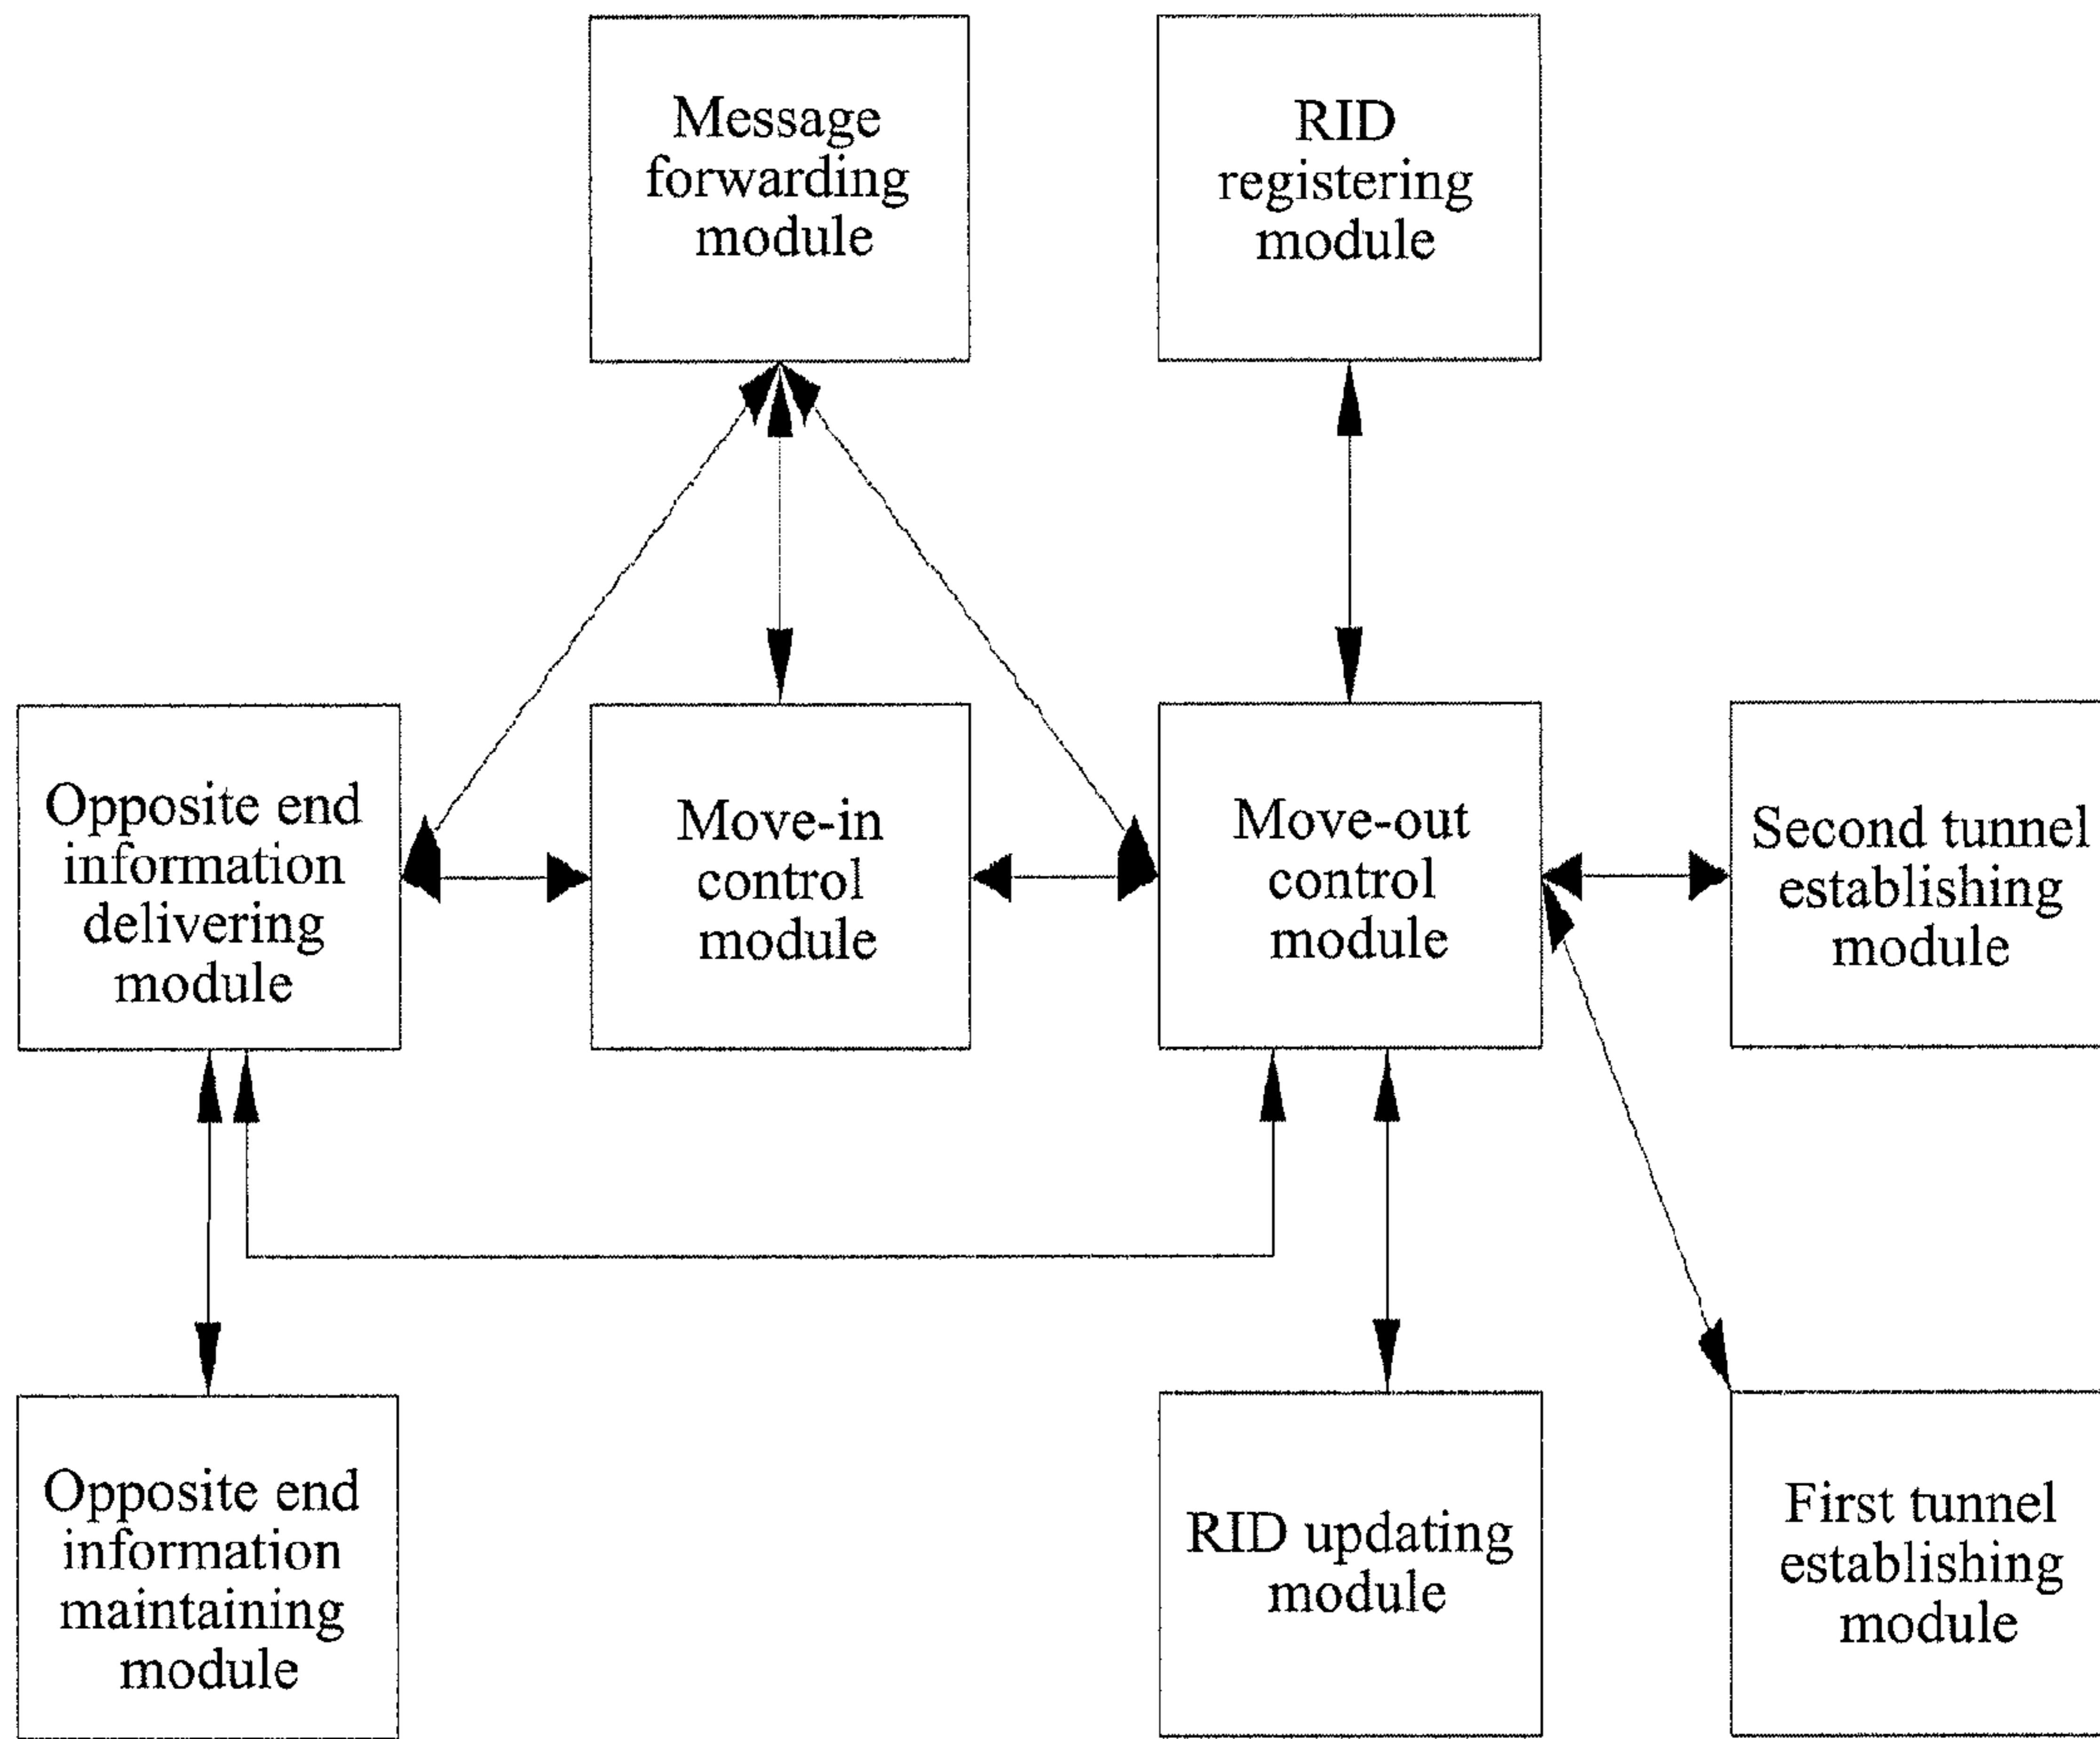 Message
forwarding
module
RID
registering
module
Opposite end
information
delivering
module
Move-in
control
module
Move-out
control
module
Second tunnel
establishing
module
Opposite end
information
maintaining
module
RID updating
module
First tunnel
establishing
module